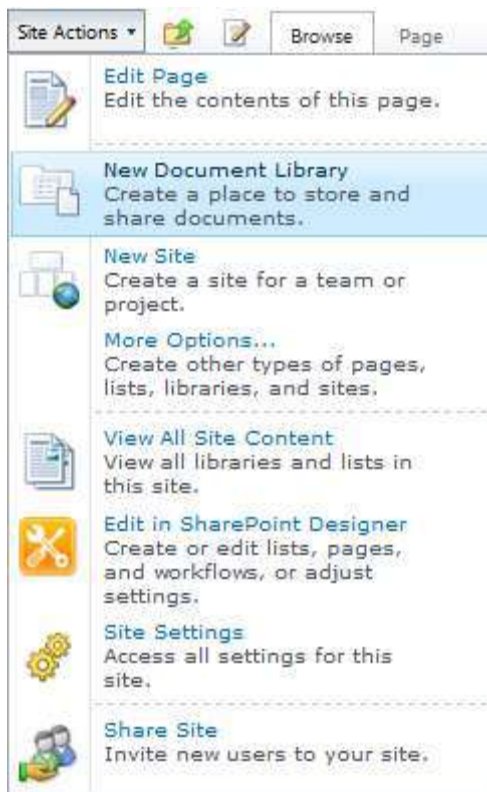 Site Actions Browse Page
Edit Page
Edit the contents of this page.
New Document Library
Create a place to store and
share documents.
New Site
Create a site for a team or
project.
More Options...
Create other types of pages,
lists, libraries, and sites.
View All Site Content
View all libraries and lists in
this site.
Edit in SharePoint Designer
Create or edit lists, pages,
and workflows, or adjust
settings.
Site Settings
Access all settings for this
site.
Share Site
Invite new users to your site.